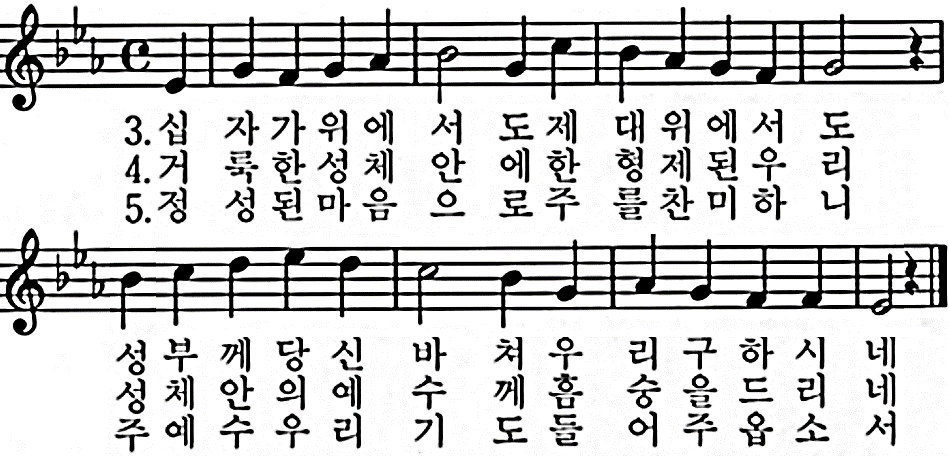 3. 십 자가위에 서 도제 대위에서 도
4. 거 룩한성체 안 에한 형제된우 리
5. 정 성된마음 으 로주 를찬미하 니
성부께당신 바 쳐우 리구하시 네
성체안의예 수 께흠 숭을드리 네
주예수우리 기 도들 어주옵소 서